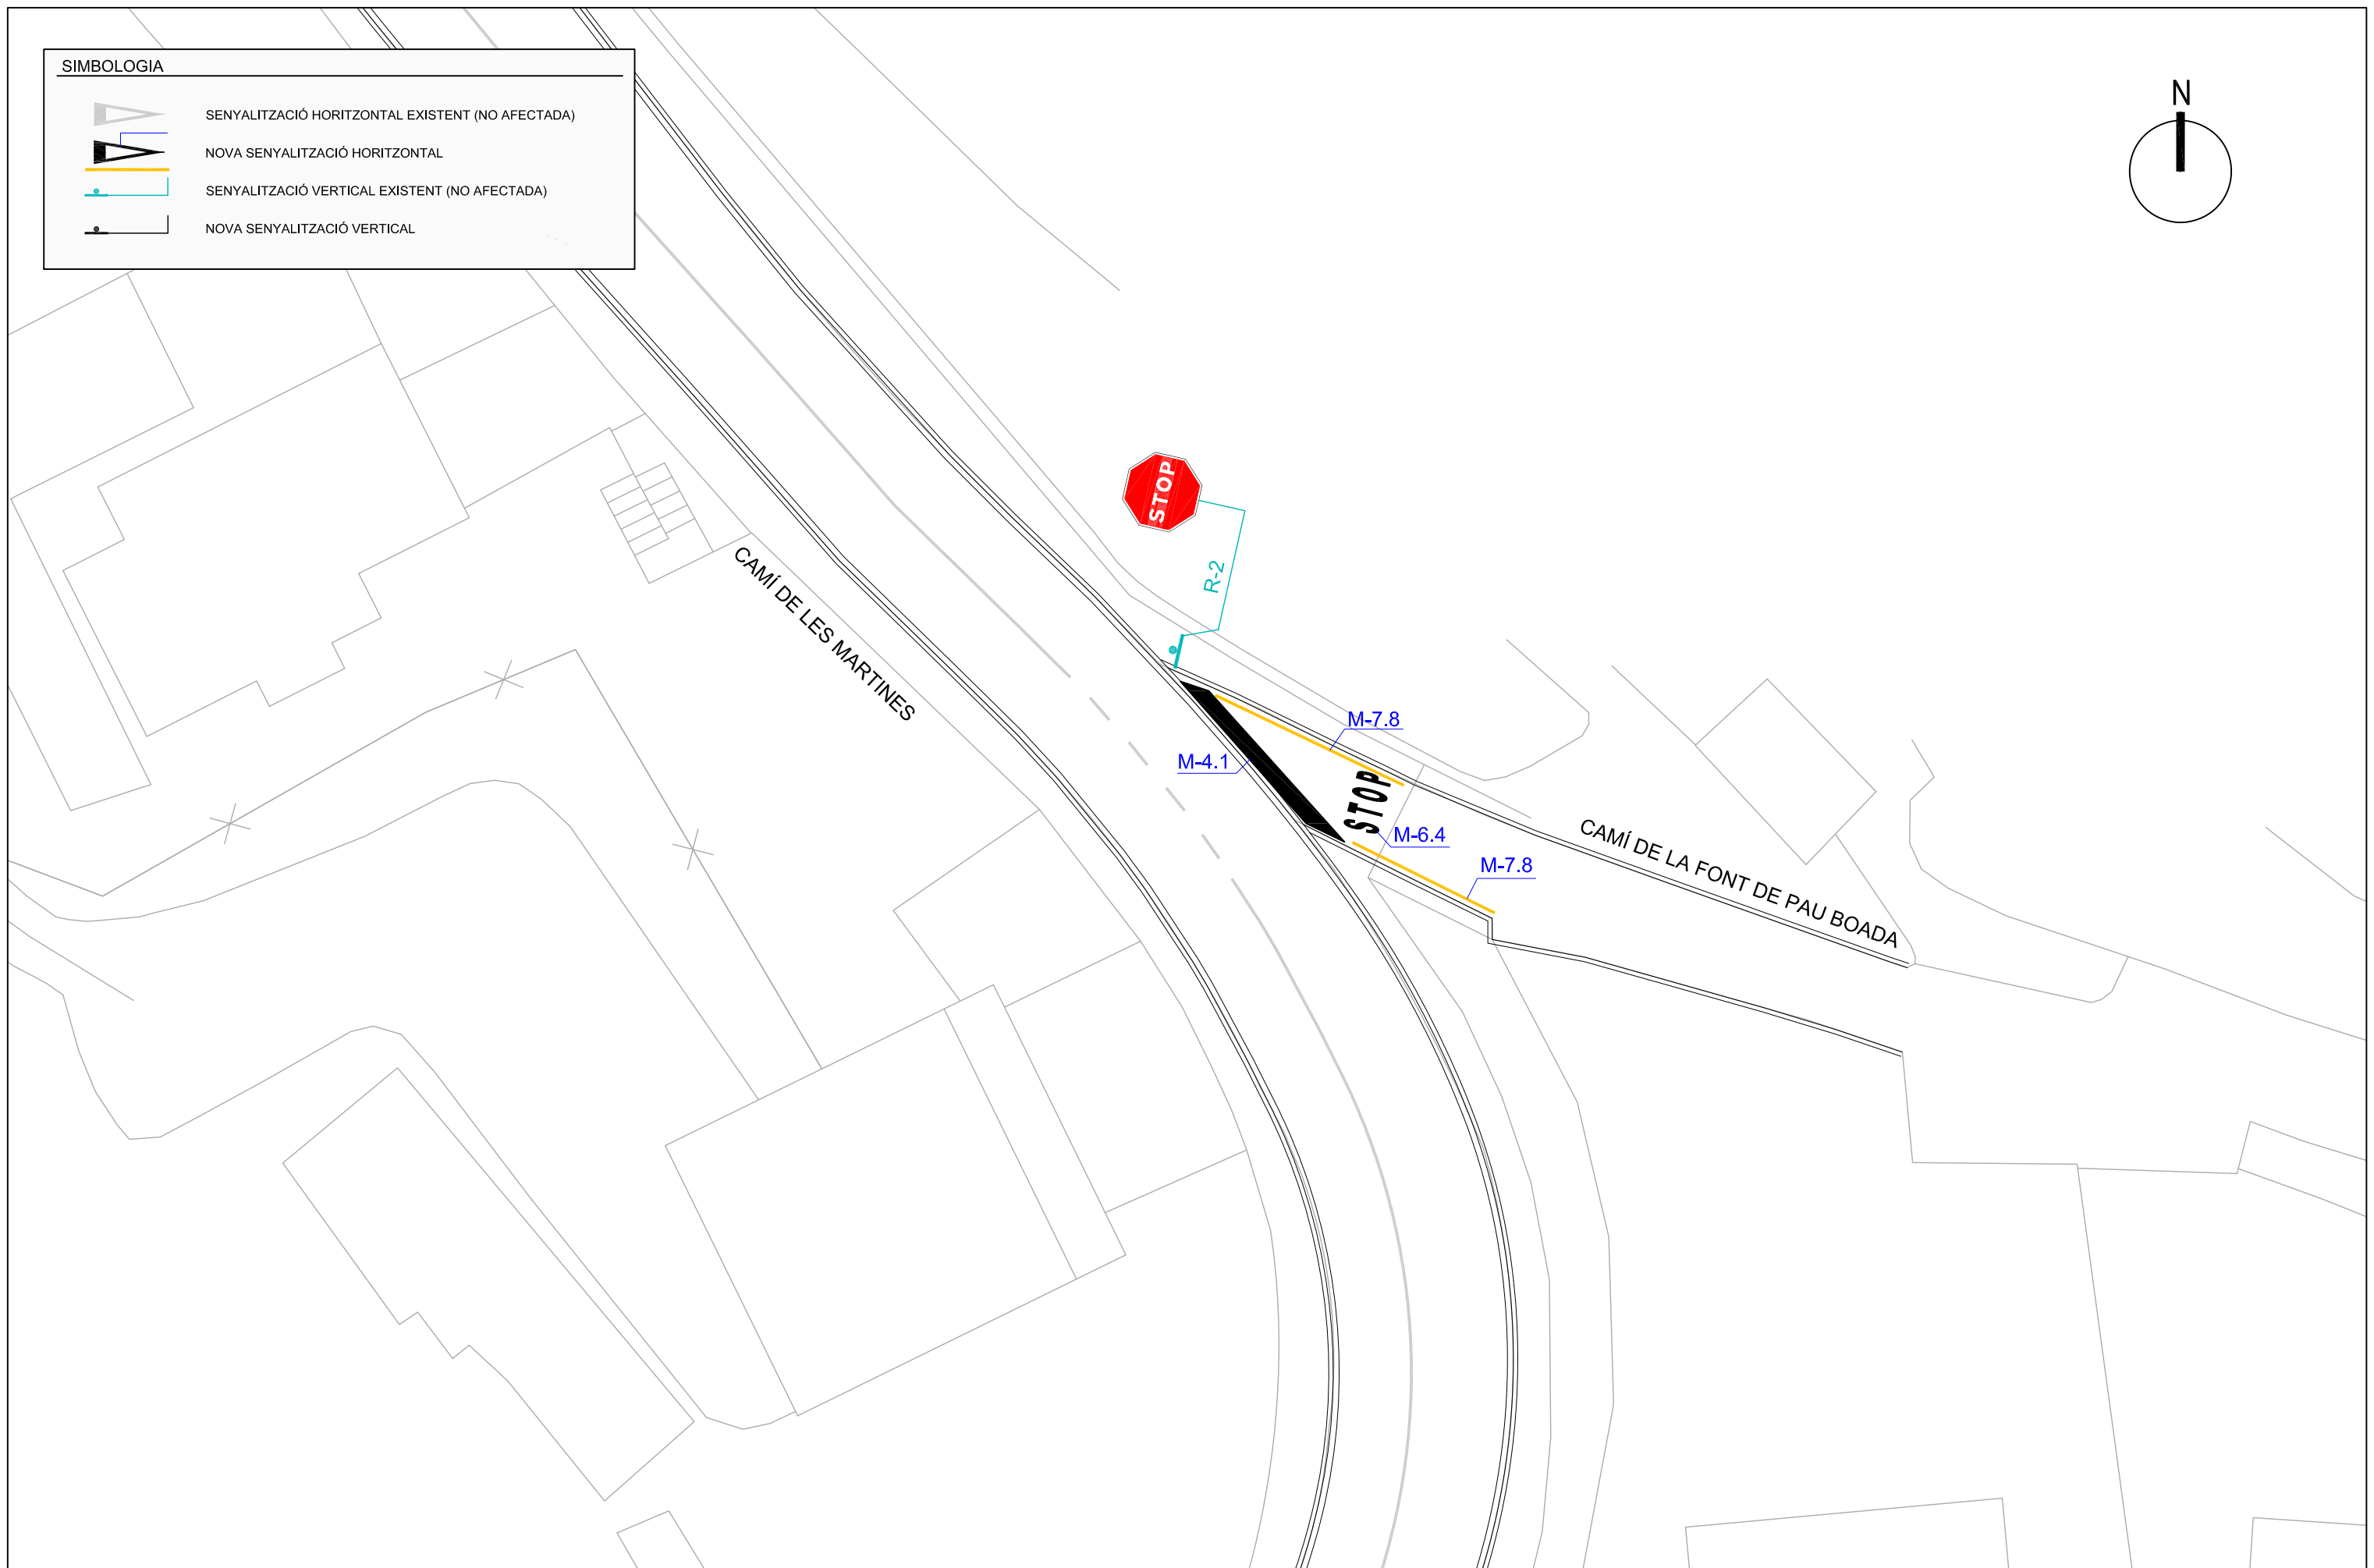 SIMBOLOGIA
SENYALITZACIÓ HORITZONTAL EXISTENT (NO AFECTADA)
NOVA SENYALITZACIÓ HORITZONTAL
SENYALITZACIÓ VERTICAL EXISTENT (NO AFECTADA)
NOVA SENYALITZACIÓ VERTICAL
N
STOP
R-2
CAMÍ DE LES MARTINES
M-7.8
M-4.1
STOP
M-6.4
M-7.8
CAMÍ DE LA FONT DE PAU BOADA